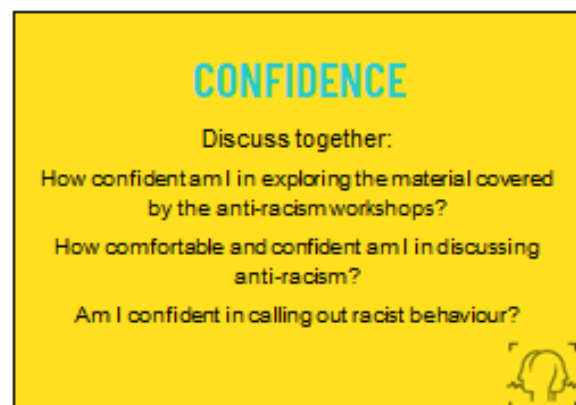 CONFIDENCE
Discuss together:
How confident am I in exploring the material covered
by the anti-racism workshops?
How comfortable and confident am I in discussing
anti-racism?
Am I confident in calling out racist behaviour?